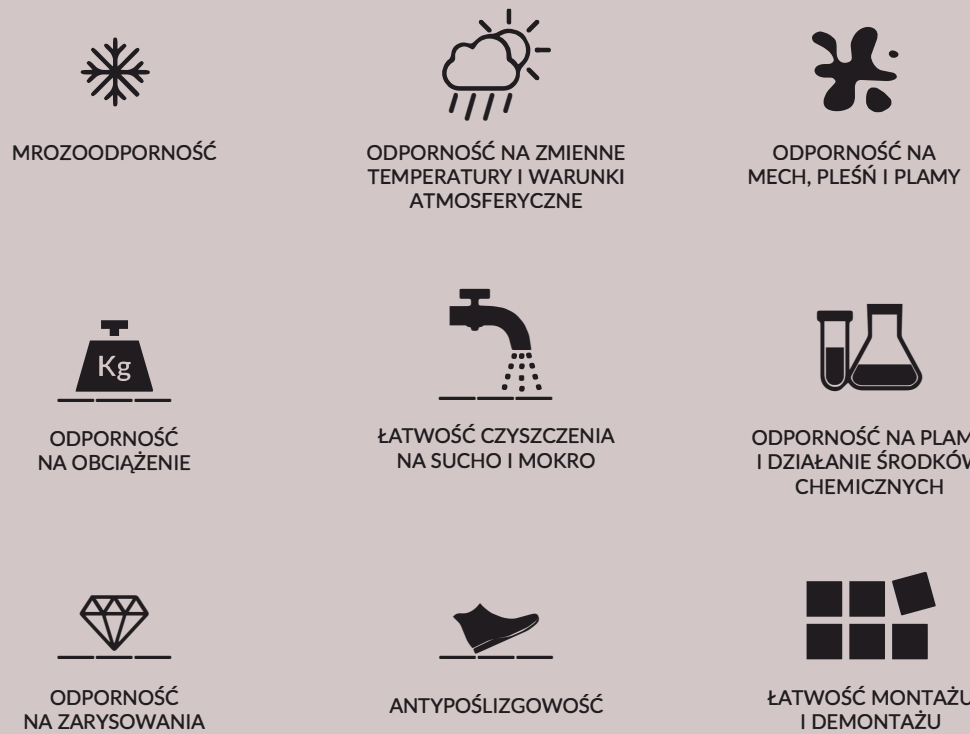 MROZOODPORNOŚĆ
ODPORNOŚĆ NA ZMIENNE
TEMPERATURY I WARUNKI
ATMOSFERYCZNE
ODPORNOŚĆ NA
MECH, PLEŚŃ I PLAMY
Kg
ODPORNOŚĆ
NA OBCIĄŻENIE
ŁATWOŚĆ CZYSZCZENIA
NA SUCHO I MOKRO
ODPORNOŚĆ NA PLAM
I DZIAŁANIE ŚRODKÓW
CHEMICZNYCH
ODPORNOŚĆ
NA ZARYSOWANIA
ANTYPOŚLIZGOWOŚĆ
ŁATWOŚĆ MONTAŻU
I DEMONTAŻU